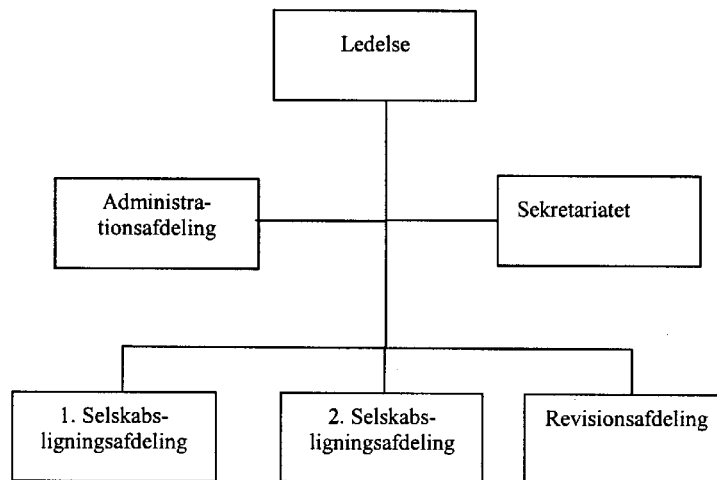 Ledelse
Administra-
tionsafdeling
Sekretariatet
1. Selskabs-
ligningsafdeling
2. Selskabs-
ligningsafdeling
Revisionsafdeling